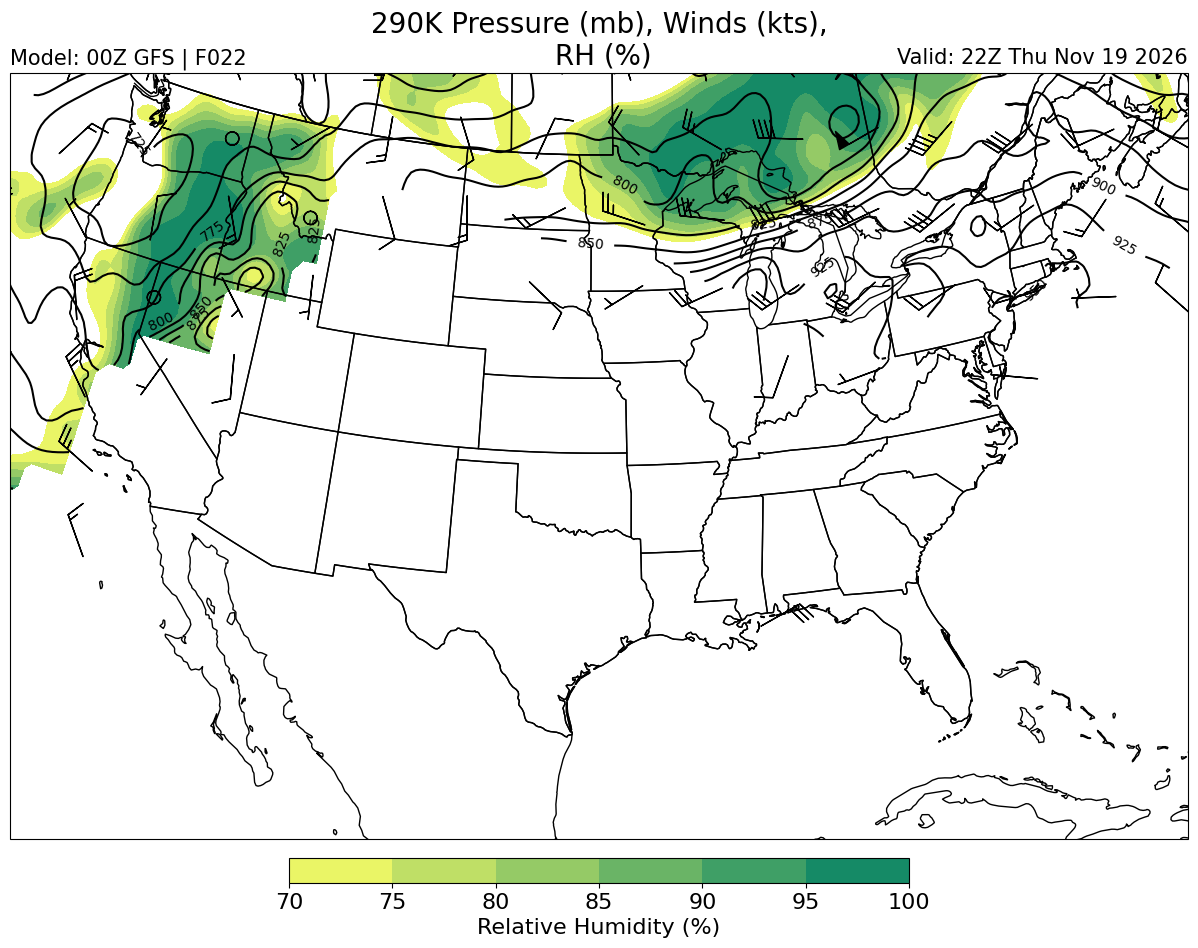 290K Pressure (mb), Winds (kts),
RH (%)
Model: 00Z GFS | F022
Valid: 22Z Thu Nov 19 2026
800
900
775
825
825
850
925
925
800
850
70 75 80 85 90 95 100
Relative Humidity (%)